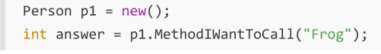 Person p1 = new();
int answer = p1.MethodIWantToCall("Frog");